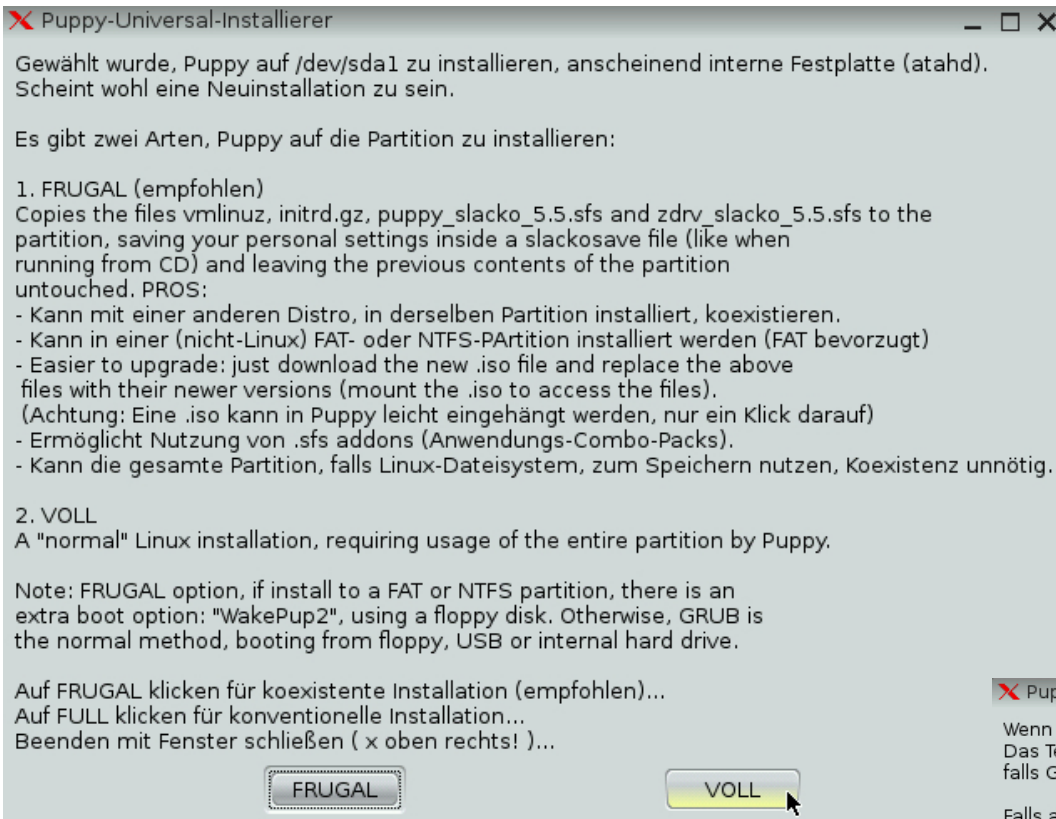 Puppy-Universal-Installierer
Gewählt wurde, Puppy auf /dev/sda1 zu installieren, anscheinend interne Festplatte (atahd).
Scheint wohl eine Neuinstallation zu sein.
Es gibt zwei Arten, Puppy auf die Partition zu installieren:
1. FRUGAL (empfohlen)
Copies the files vmlinuz, initrd.gz, puppy_slacko_5.5.sfs and zdrv_slacko_5.5.sfs to the
partition, saving your personal settings inside a slackosave file (like when
running from CD) and leaving the previous contents of the partition
untouched. PROS:
- Kann mit einer anderen Distro, in derselben Partition installiert, koexistieren.
- Kann in einer (nicht-Linux) FAT- oder NTFS-PArtition installiert werden (FAT bevorzugt)
- Easier to upgrade: just download the new .iso file and replace the above
files with their newer versions (mount the .iso to access the files).
(Achtung: Eine .iso kann in Puppy leicht eingehängt werden, nur ein Klick darauf)
- Ermöglicht Nutzung von .sfs addons (Anwendungs-Combo-Packs).
- Kann die gesamte Partition, falls Linux-Dateisystem, zum Speichern nutzen, Koexistenz unnötig.
2. VOLL
A "normal" Linux installation, requiring usage of the entire partition by Puppy.
Note: FRUGAL option, if install to a FAT or NTFS partition, there is an
extra boot option: "WakePup2", using a floppy disk. Otherwise, GRUB is
the normal method, booting from floppy, USB or internal hard drive.
Auf FRUGAL klicken für koexistente Installation (empfohlen)...
Auf FULL klicken für konventionelle Installation...
Beenden mit Fenster schließen ( x oben rechts! )...
FRUGAL
VOLL
Wenn
Das
falls
Falls